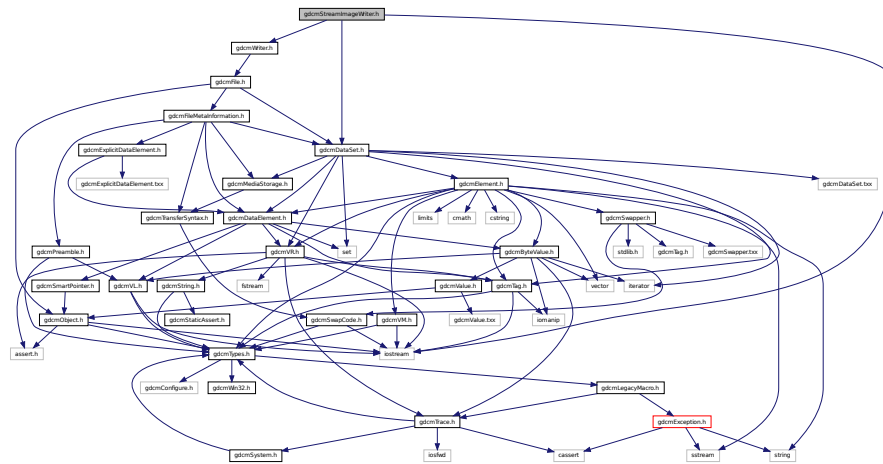 gdcmStreamImageWriter.h
gdcmWriter.h
gdcmFile.h
gdcmFileMetaInformation.h
gdcmExplicitDataElement.h
gdcmDataSet.h
gdcmExplicitDataElement.txx
gdcmMediaStorage.h
gdcmElement.h
gdcmDataSet.txx
gdcmTransferSyntax.h
gdcmDataElement.h
limits
cmath
cstring
gdcmSwapper.h
gdcmPreamble.h
gdcmVR.h
set
gdcmByteValue.h
stdlib.h
gdcmTag.h
gdcmSwapper.txx
gdcmSmartPointer.h
gdcmVL.h
gdcmString.h
fstream
gdcmValue.h
gdcmTag.h
vector
iterator
gdcmObject.h
gdcmStaticAssert.h
gdcmSwapCode.h
gdcmVM.h
gdcmValue.txx
iomanip
assert.h
gdcmTypes.h
iostream
gdcmConfigure.h
gdcmWin32.h
gdcmLegacyMacro.h
gdcmTrace.h
gdcmException.h
gdcmSystem.h
iosfwd
cassert
sstream
string